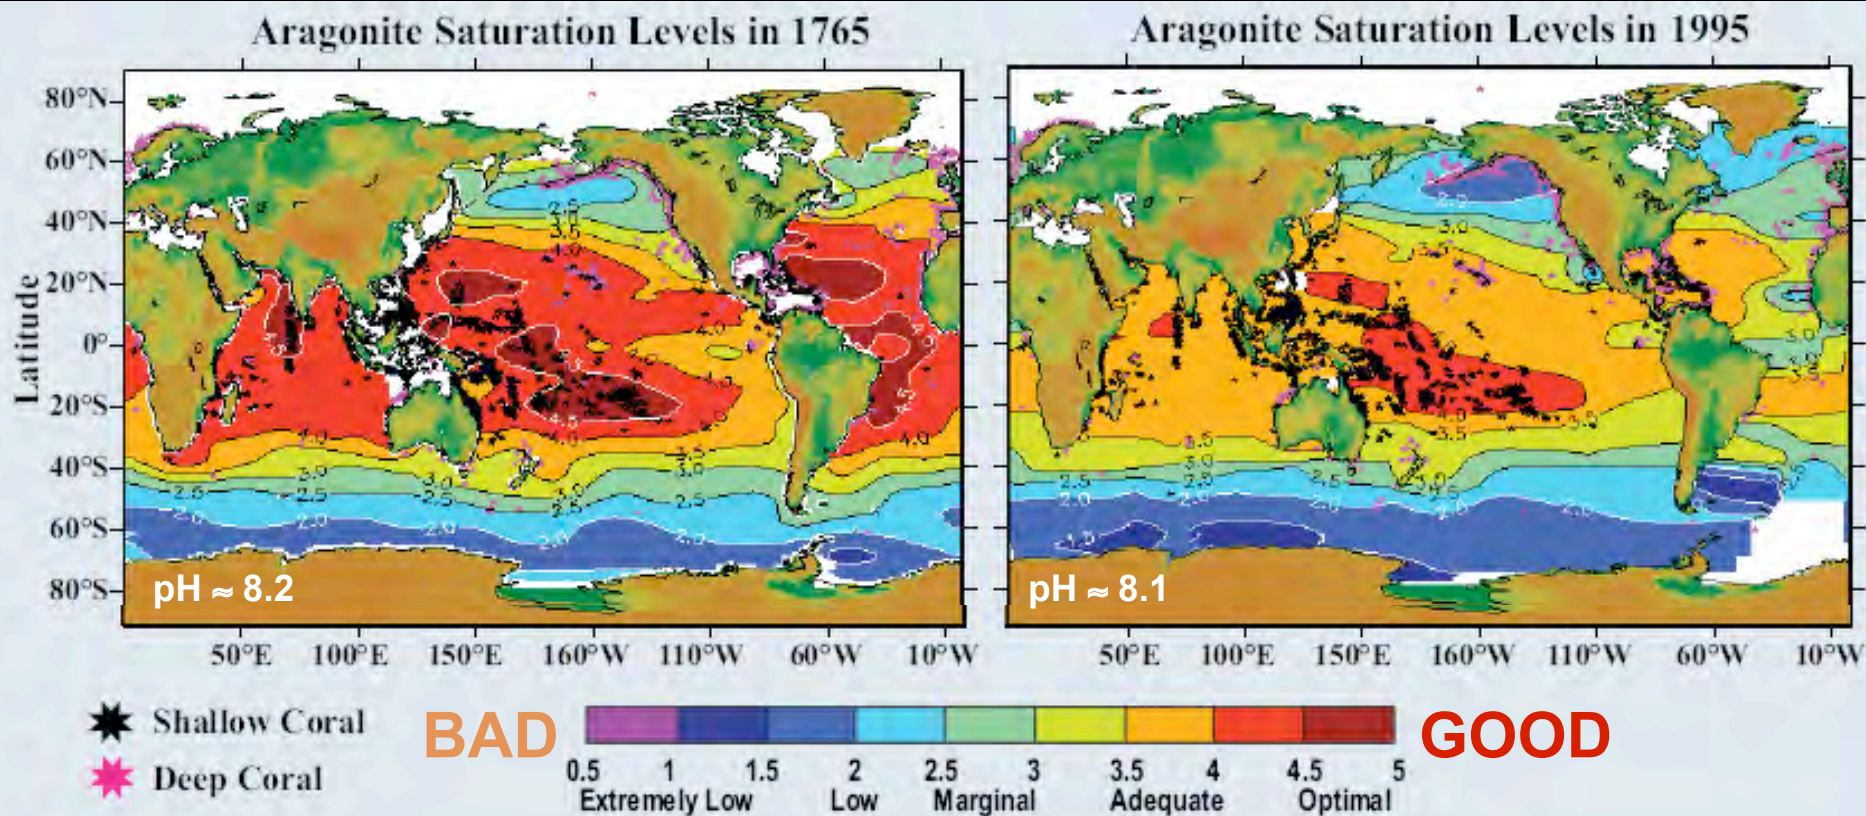 Aragonite Saturation Levels in 1765
Aragonite Saturation Levels in 1995
Latitude
80°N
60°N
40°N
20°N
0°
20°S
40°S
60°S
80°S
pH ≈ 8.2
pH ≈ 8.1
50°E 100°E 150°E 160°W 110°W 60°W 10°W
50°E 100°E 150°E 160°W 110°W 60°W 10°W
Shallow Coral
Deep Coral
BAD
GOOD
0.5 1 1.5 2 2.5 3 3.5 4 4.5 5
Extremely Low Low Marginal Adequate Optimal